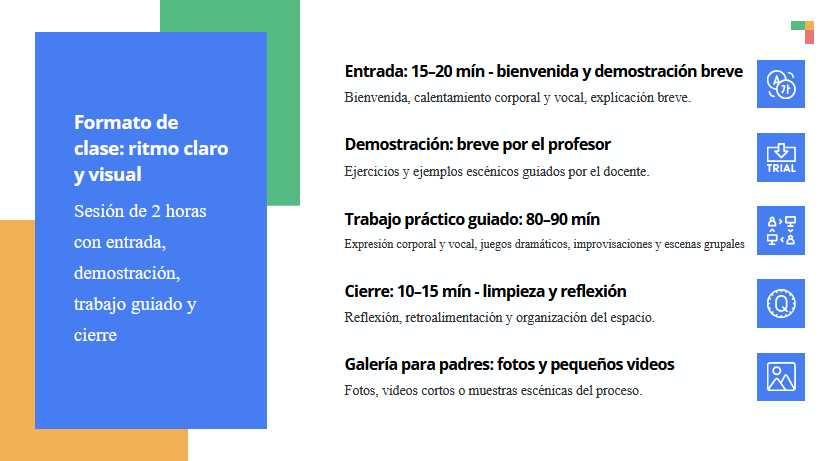 Formato de
clase: ritmo claro
y visual
Sesión de 2 horas
con entrada,
demostración,
trabajo guiado y
cierre
Entrada: 15–20 mín - bienvenida y demostración breve
Bienvenida, calentamiento corporal y vocal, explicación breve.
Demostración: breve por el profesor
Ejercicios y ejemplos escénicos guiados por el docente.
TRIAL
Trabajo práctico guiado: 80–90 mín
Expresión corporal y vocal, juegos dramáticos, improvisaciones y escenas grupales
Cierre: 10–15 mín - limpieza y reflexión
Reflexión, retroalimentación y organización del espacio.
Q
Galería para padres: fotos y pequeños videos
Fotos, videos cortos o muestras escénicas del proceso.